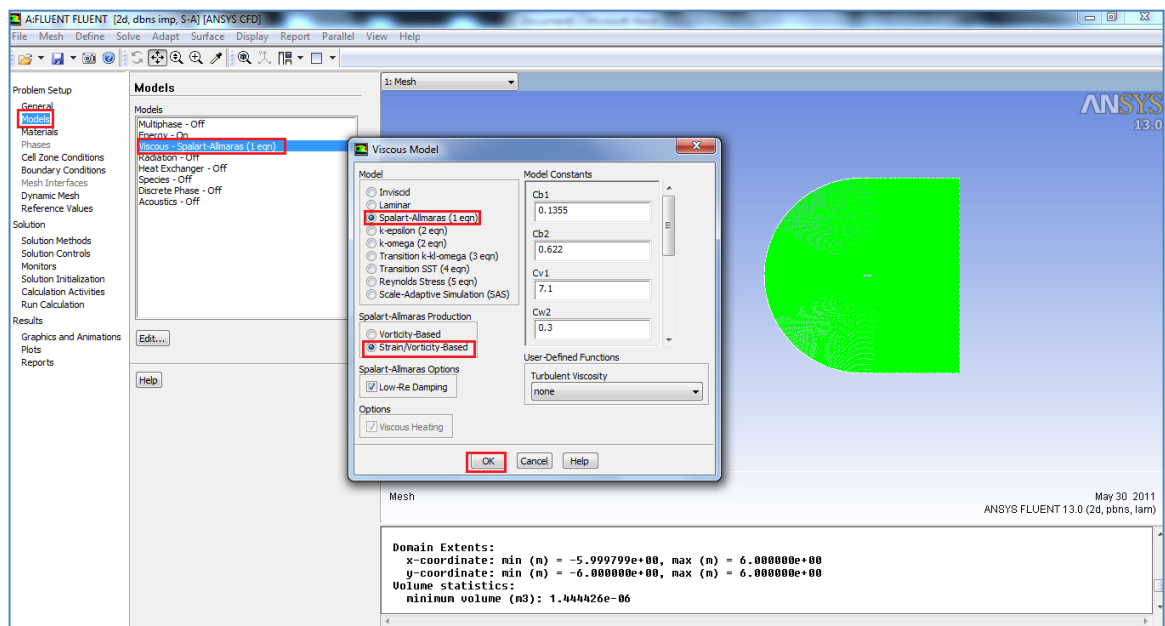 A:FLUENT FLUENT [2d, dbns imp, S-A] [ANSYS CFD]
File Mesh Define Solve Adapt Surface Display Report Parallel View Help
Problem Setup
General
Models
Materials
Phases
Cell Zone Conditions
Boundary Conditions
Mesh Interfaces
Dynamic Mesh
Reference Values
Solution
Solution Methods
Solution Controls
Monitors
Solution Initialization
Calculation Activities
Run Calculation
Results
Graphics and Animations
Plots
Reports
Models
Models
Multiphase - Off
Energy - On
Viscous - Spalart-Allmaras (1 eqn)
Radiation - Off
Heat Exchanger - Off
Species - Off
Discrete Phase - Off
Acoustics - Off
Edit...
Help
1: Mesh
ANSYS
13.0
Viscous Model
Model
Inviscid
Laminar
Spalart-Allmaras (1 eqn)
k-epsilon (2 eqn)
k-omega (2 eqn)
Transition k-kl-omega (3 eqn)
Transition SST (4 eqn)
Reynolds Stress (5 eqn)
Scale-Adaptive Simulation (SAS)
Spalart-Allmaras Production
Vorticity-Based
Strain/Vorticity-Based
Spalart-Allmaras Options
Low-Re Damping
Options
Viscous Heating
Model Constants
Cb1
0.1355
Cb2
0.622
Cv1
7.1
Cw2
0.3
User-Defined Functions
Turbulent Viscosity
none
OK Cancel Help
Mesh
May 30 2011
ANSYS FLUENT 13.0 (2d, pbns, lam)
Domain Extents:
x-coordinate: min (m) = -5.999799e+00, max (m) = 6.000000e+00
y-coordinate: min (m) = -6.000000e+00, max (m) = 6.000000e+00
Volume statistics:
minimum volume (m3): 1.444426e-06